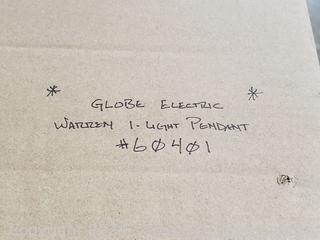 * GLOBE ELECTRIC *
WARREN 1-LIGHT PENDANT
#60401